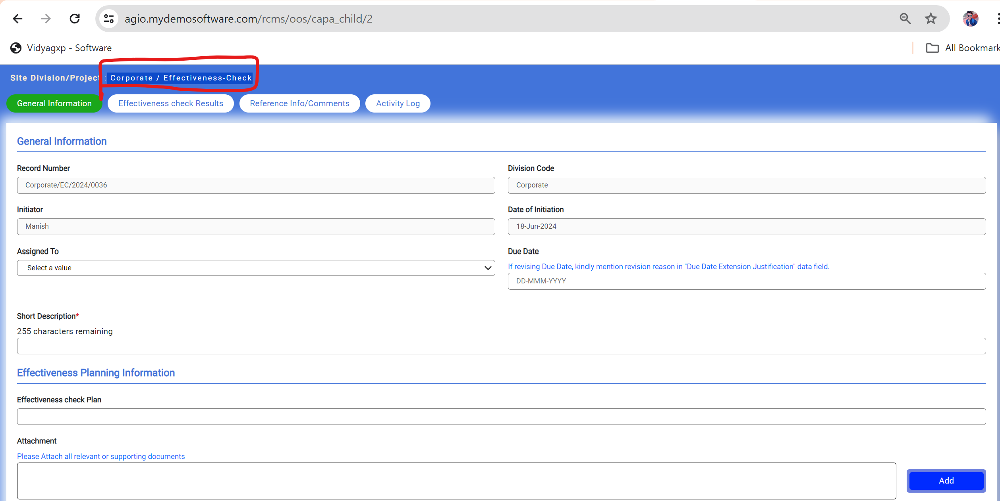 agio.mydemosoftware.com/rcms/oos/capa_child/2
Vidyagxp - Software
All Bookmark
Site Division/Project : Corporate / Effectiveness-Check
General Information
Effectiveness check Results
Reference Info/Comments
Activity Log
General Information
Record Number
Division Code
Corporate/EC/2024/0036
Corporate
Initiator
Date of Initiation
Manish
18-Jun-2024
Assigned To
Due Date
If revising Due Date, kindly mention revision reason in "Due Date Extension Justification" data field.
Select a value
DD-MMM-YYYY
Short Description*
255 characters remaining
Effectiveness Planning Information
Effectiveness check Plan
Attachment
Please Attach all relevant or supporting documents
Add